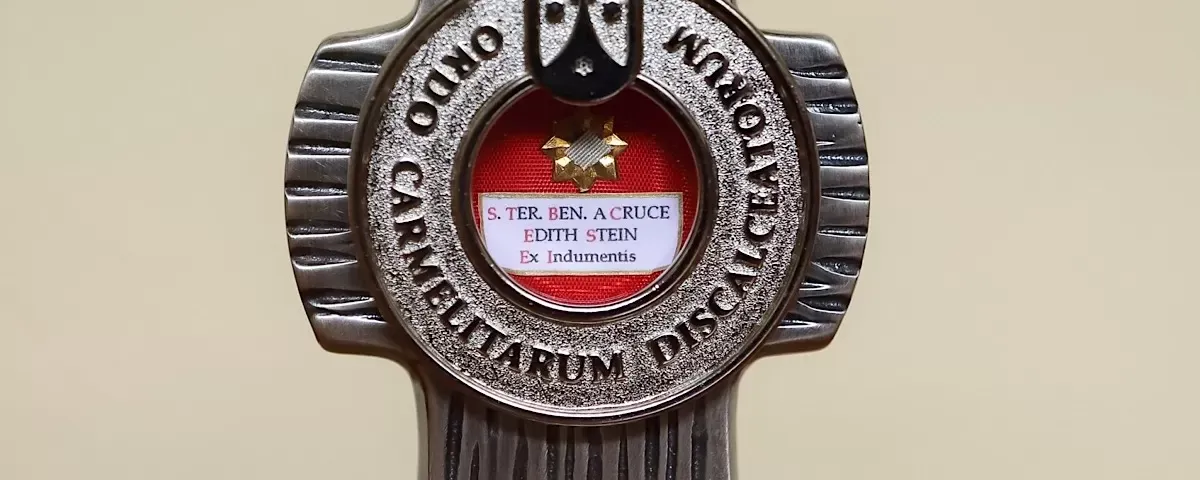 ORDO CARMELITARUM DISCALCEATORUM
S. TER. BEN. A CRUCE
EDITH STEIN
Ex Indumentis